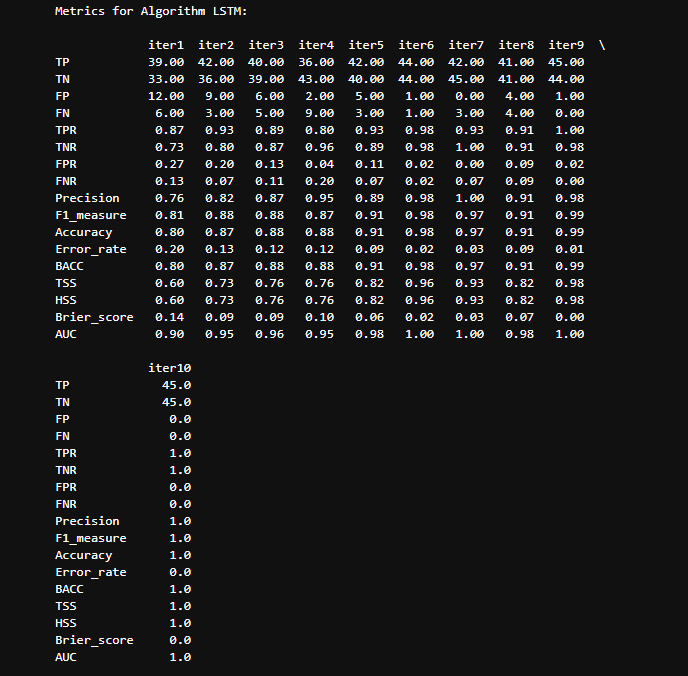 Metrics for Algorithm LSTM:
iter1 iter2 iter3 iter4 iter5 iter6 iter7 iter8 iter9 \
TP 39.00 42.00 40.00 36.00 42.00 44.00 42.00 41.00 45.00
TN 33.00 36.00 39.00 43.00 40.00 44.00 45.00 41.00 44.00
FP 12.00 9.00 6.00 2.00 5.00 1.00 0.00 4.00 1.00
FN 6.00 3.00 5.00 9.00 3.00 1.00 3.00 4.00 0.00
TPR 0.87 0.93 0.89 0.80 0.93 0.98 0.93 0.91 1.00
TNR 0.73 0.80 0.87 0.96 0.89 0.98 1.00 0.91 0.98
FPR 0.27 0.20 0.13 0.04 0.11 0.02 0.00 0.09 0.02
FNR 0.13 0.07 0.11 0.20 0.07 0.02 0.07 0.09 0.00
Precision 0.76 0.82 0.87 0.95 0.89 0.98 1.00 0.91 0.98
F1_measure 0.81 0.88 0.88 0.87 0.91 0.98 0.97 0.91 0.99
Accuracy 0.80 0.87 0.88 0.88 0.91 0.98 0.97 0.91 0.99
Error_rate 0.20 0.13 0.12 0.12 0.09 0.02 0.03 0.09 0.01
BACC 0.80 0.87 0.88 0.88 0.91 0.98 0.97 0.91 0.99
TSS 0.60 0.73 0.76 0.76 0.82 0.96 0.93 0.82 0.98
HSS 0.60 0.73 0.76 0.76 0.82 0.96 0.93 0.82 0.98
Brier_score 0.14 0.09 0.09 0.10 0.06 0.02 0.03 0.07 0.00
AUC 0.90 0.95 0.96 0.95 0.98 1.00 1.00 0.98 1.00
iter10
TP 45.0
TN 45.0
FP 0.0
FN 0.0
TPR 1.0
TNR 1.0
FPR 0.0
FNR 0.0
Precision 1.0
F1_measure 1.0
Accuracy 1.0
Error_rate 0.0
BACC 1.0
TSS 1.0
HSS 1.0
Brier_score 0.0
AUC 1.0